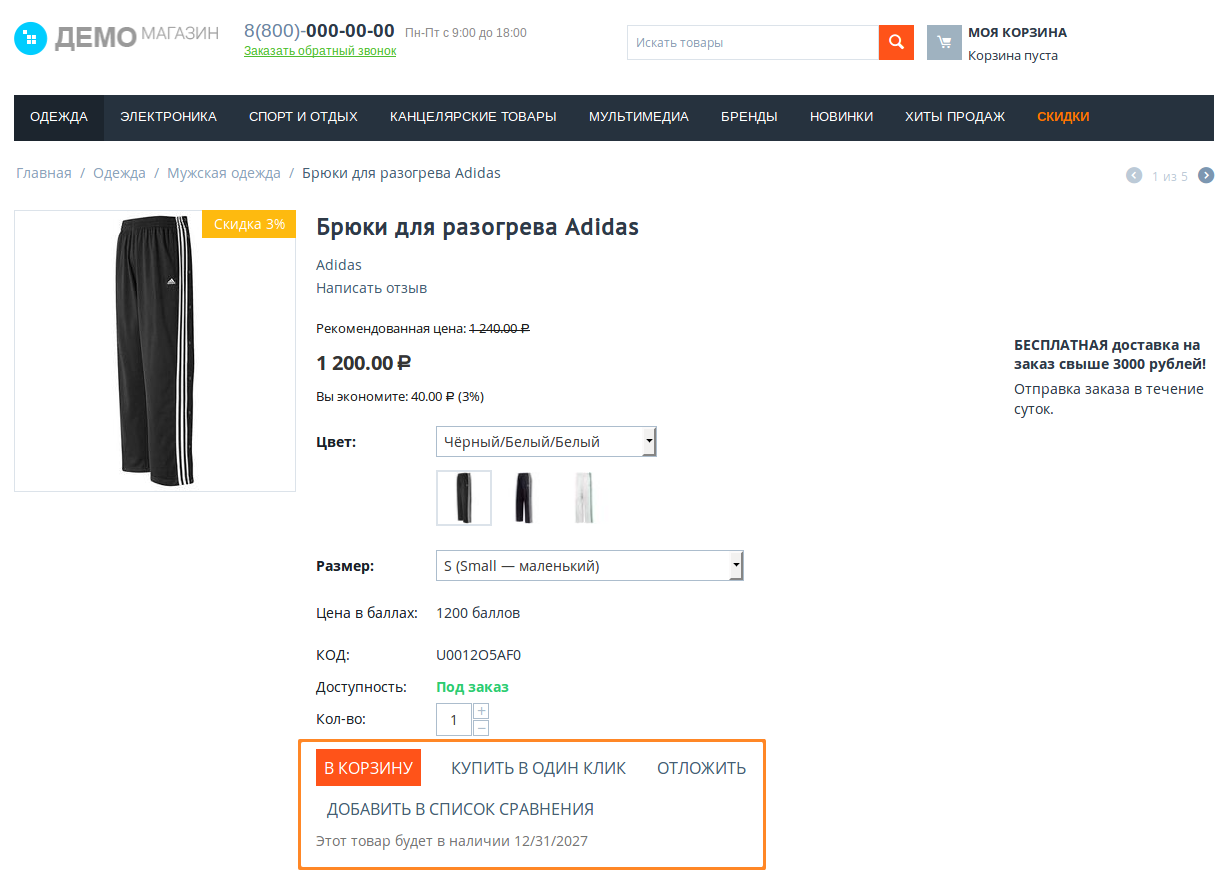 ДЕМО МАГАЗИН
8(800)-000-00-00 Пн-Пт с 9:00 до 18:00
Заказать обратный звонок
Искать товары
МОЯ КОРЗИНА
Корзина пуста
ОДЕЖДА ЭЛЕКТРОНИКА СПОРТ И ОТДЫХ КАНЦЕЛЯРСКИЕ ТОВАРЫ МУЛЬТИМЕДИА БРЕНДЫ НОВИНКИ ХИТЫ ПРОДАЖ СКИДКИ
Главная / Одежда / Мужская одежда / Брюки для разогрева Adidas
1 из 5
Скидка 3%
Брюки для разогрева Adidas
Adidas
Написать отзыв
Рекомендованная цена: 1 240.00 ₽
1 200.00 ₽
Вы экономите: 40.00 ₽ (3%)
БЕСПЛАТНАЯ доставка на
заказ свыше 3000 рублей!
Отправка заказа в течение
суток.
Цвет: Чёрный/Белый/Белый
Размер: S (Small — маленький)
Цена в баллах: 1200 баллов
КОД: U0012O5AF0
Доступность: Под заказ
Кол-во: 1 + −
В КОРЗИНУ КУПИТЬ В ОДИН КЛИК ОТЛОЖИТЬ
ДОБАВИТЬ В СПИСОК СРАВНЕНИЯ
Этот товар будет в наличии 12/31/2027